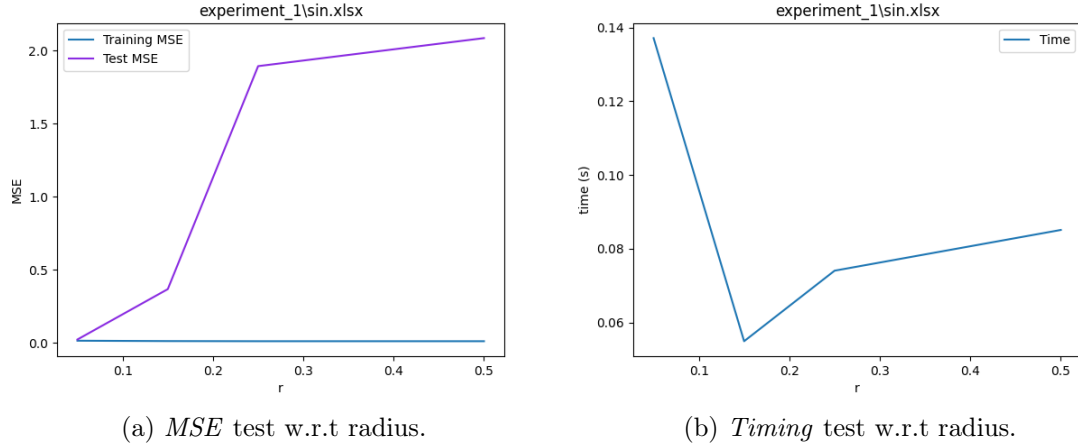 experiment_1\sin.xlsx
Training MSE
Test MSE
2.0
1.5
1.0
0.5
0.0
MSE
0.1
0.2
0.3
0.4
0.5
r
(a) MSE test w.r.t radius.
experiment_1\sin.xlsx
Time
0.14
0.12
0.10
0.08
0.06
time (s)
0.1
0.2
0.3
0.4
0.5
r
(b) Timing test w.r.t radius.